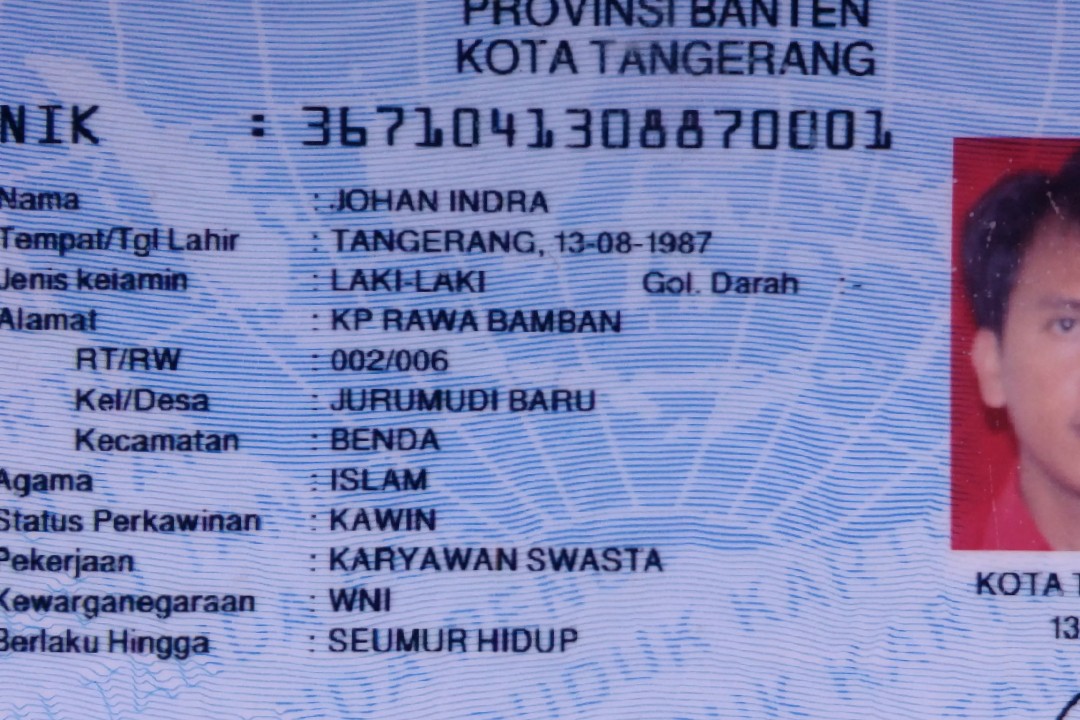 PROVINSI BANTEN
KOTA TANGERANG
NIK : 3671041308870001
Nama : JOHAN INDRA
Tempat/Tgl Lahir : TANGERANG, 13-08-1987
Jenis kelamin : LAKI-LAKI Gol. Darah : -
Alamat : KP RAWA BAMBAN
RT/RW : 002/006
Kel/Desa : JURUMUDI BARU
Kecamatan : BENDA
Agama : ISLAM
Status Perkawinan : KAWIN
Pekerjaan : KARYAWAN SWASTA
Kewarganegaraan : WNI
Berlaku Hingga : SEUMUR HIDUP
KOTA
13